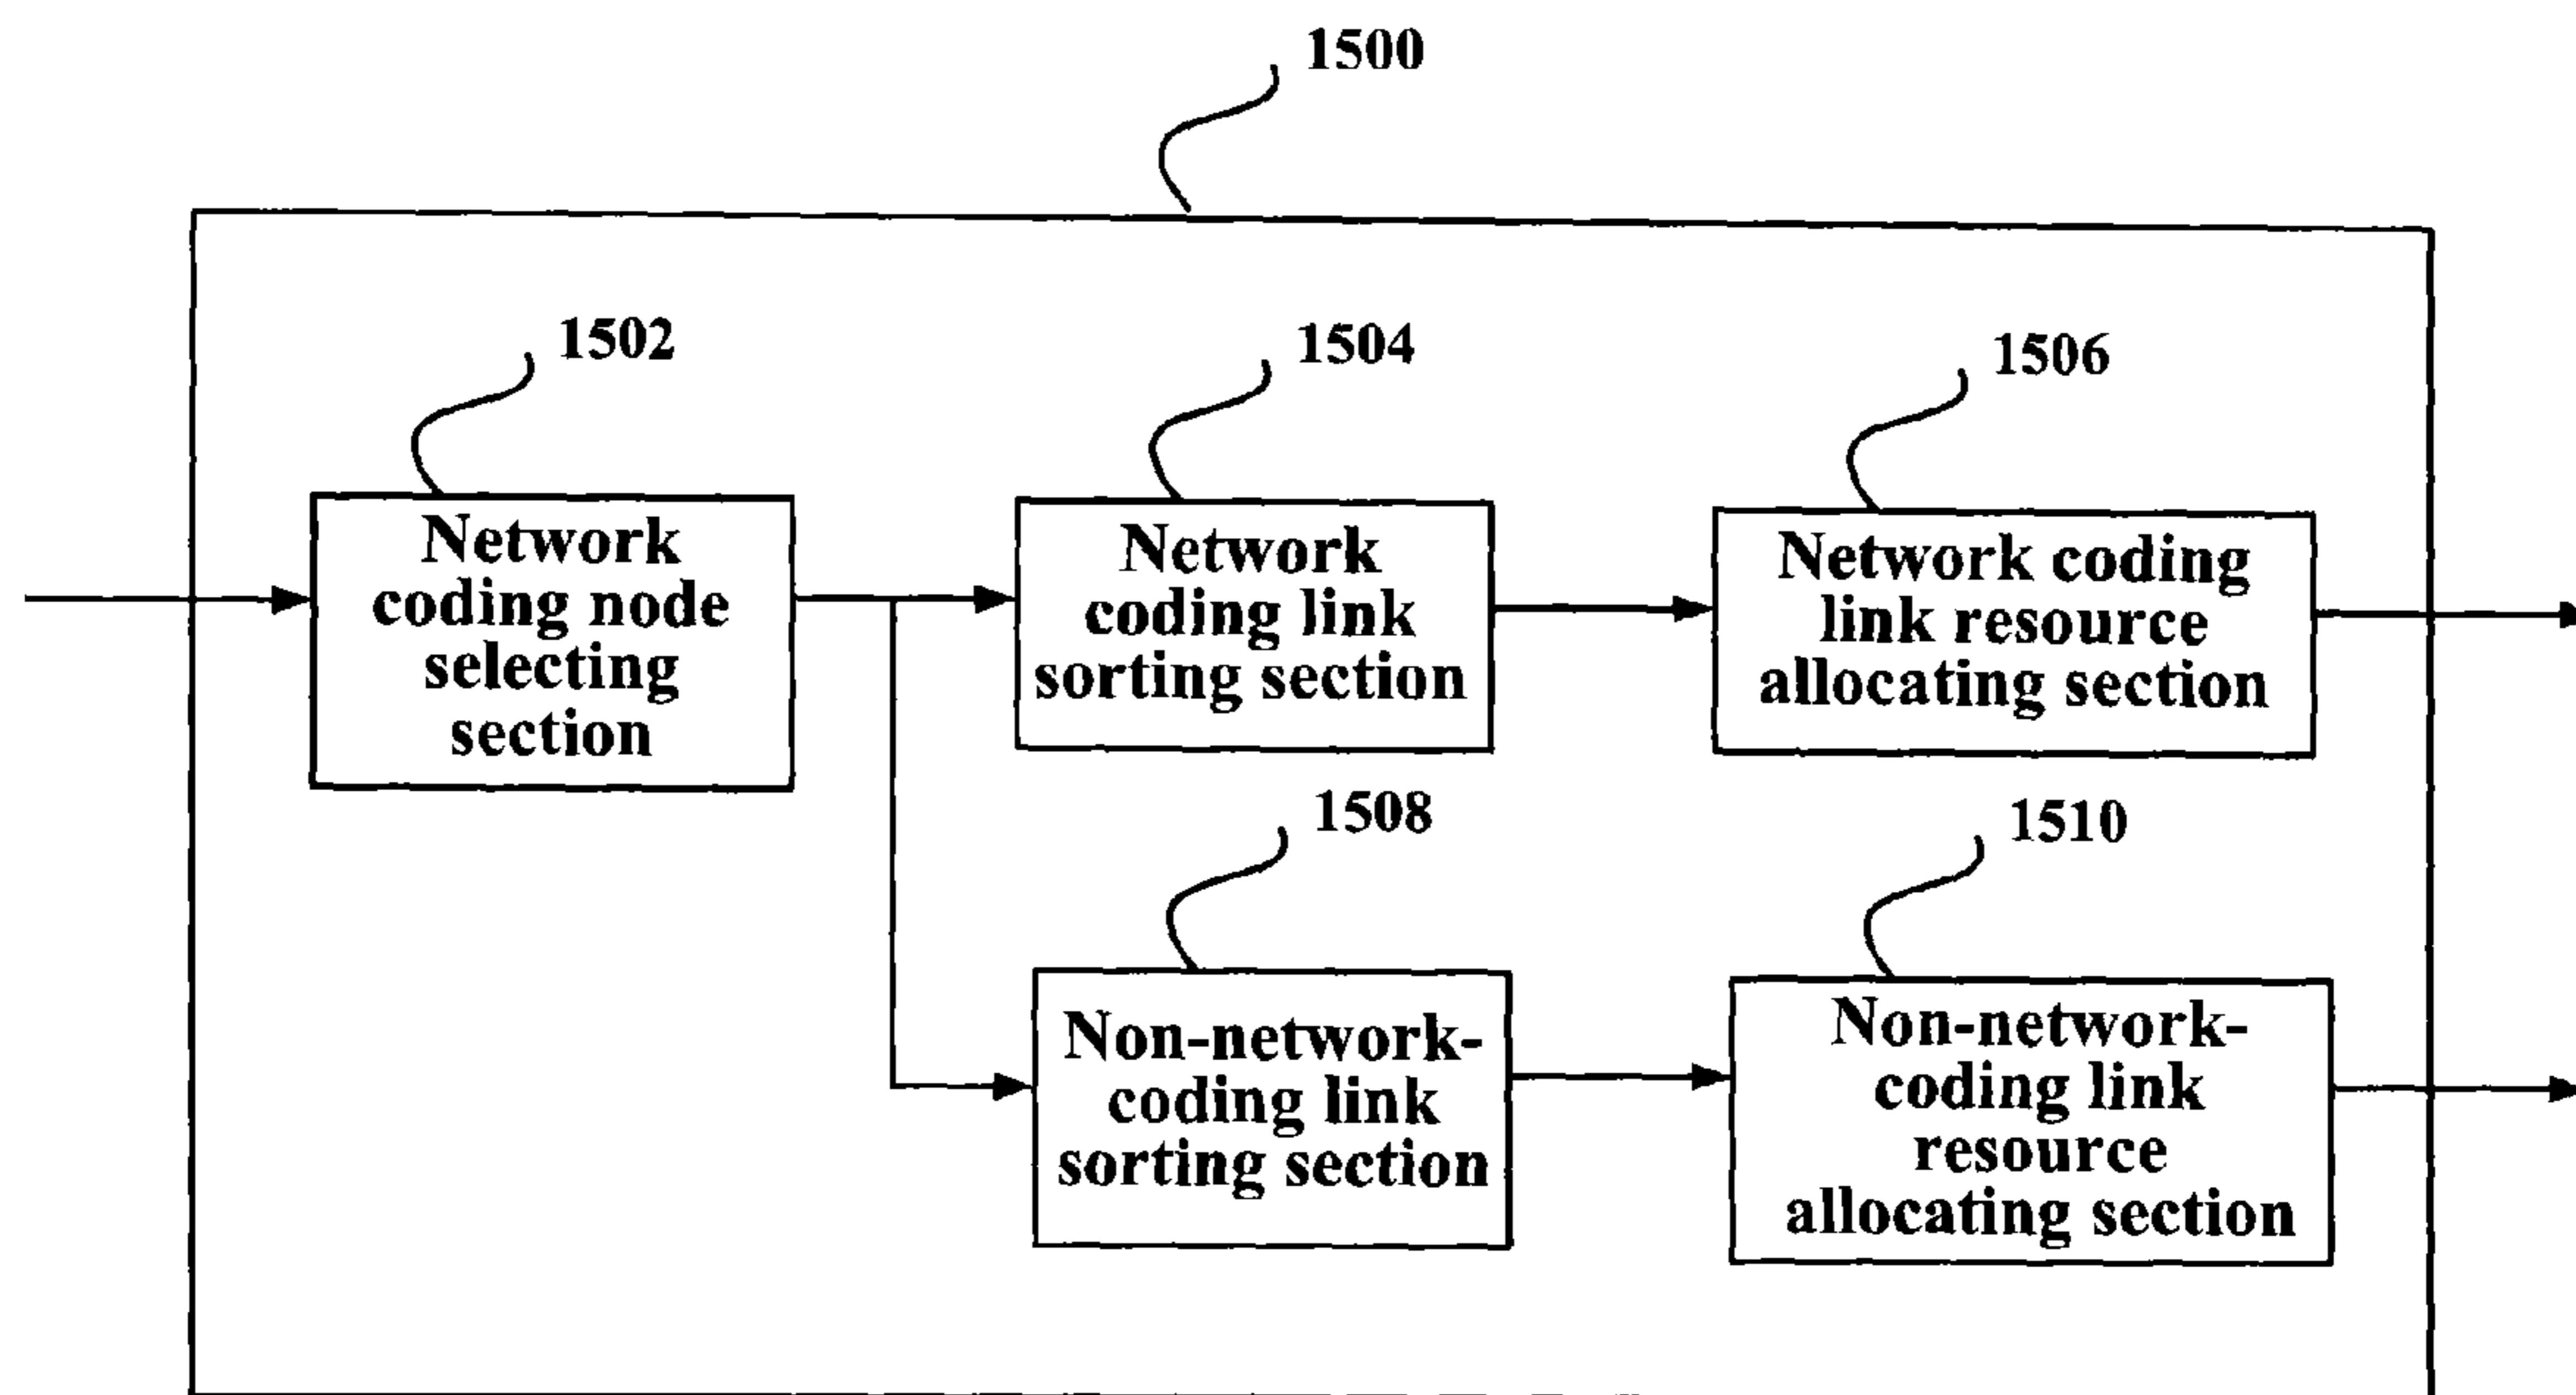 1500
1502
1504
1506
Network
coding node
selecting
section
Network
coding link
sorting section
Network coding
link resource
allocating section
1508
1510
Non-network-
coding link
sorting section
Non-network-
coding link
resource
allocating section